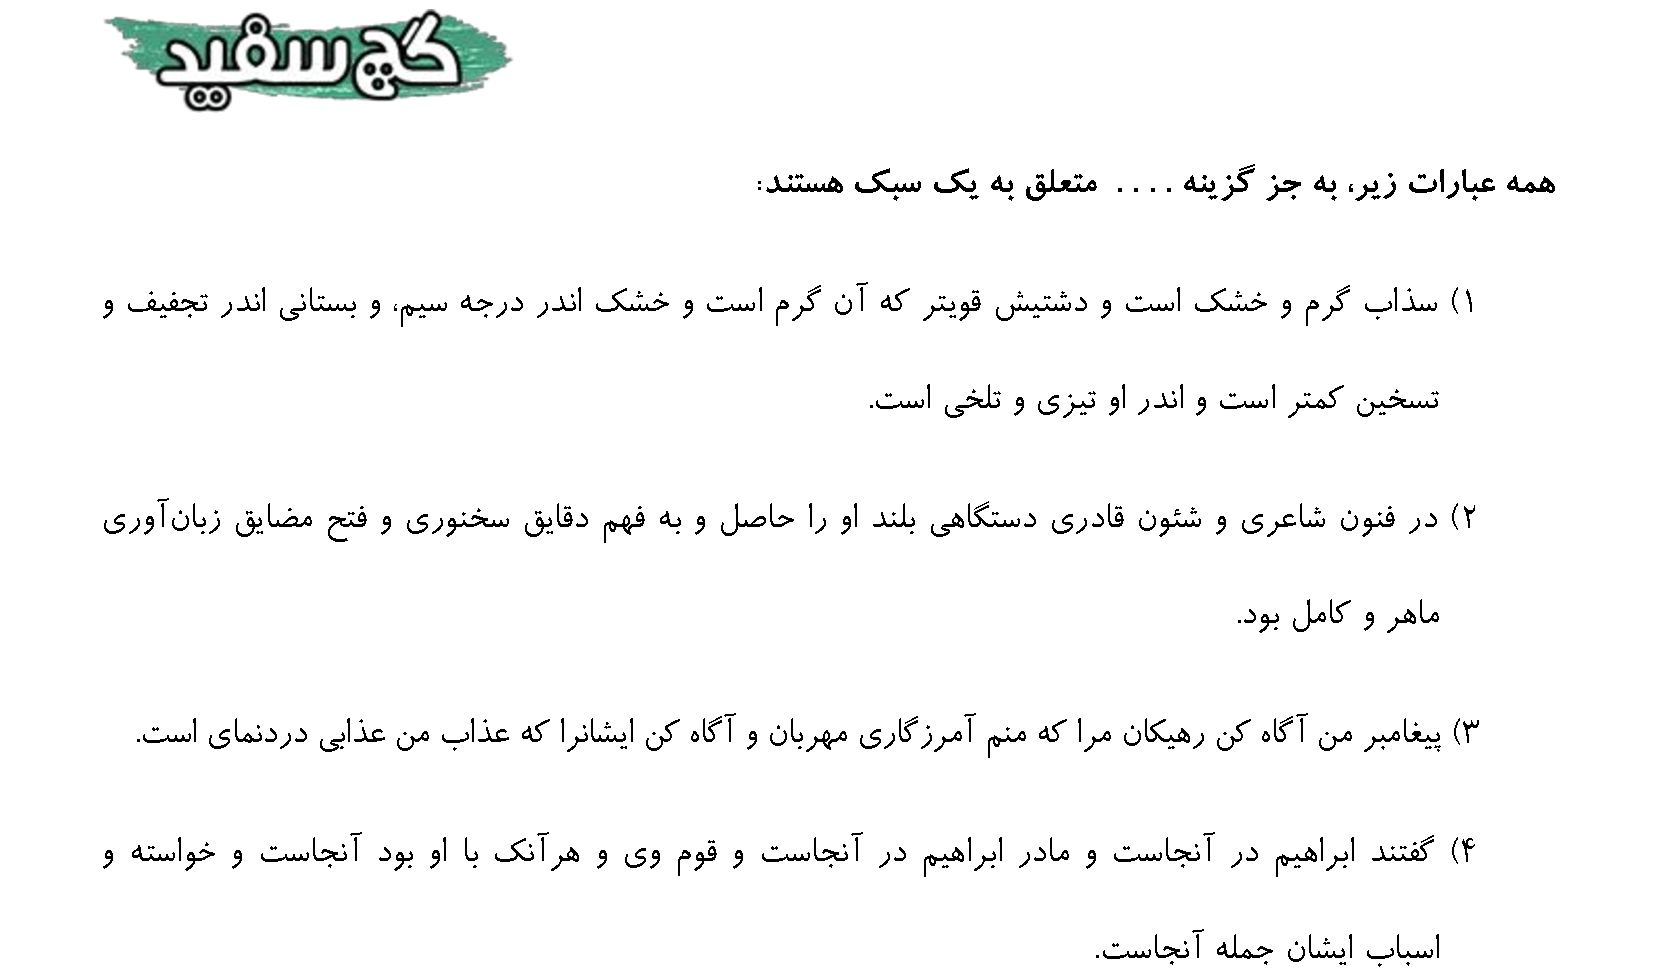 گچ سفید
همه عبارات زیر، به جز گزینه .... متعلق به یک سبک هستند:
۱) سذاب گرم و خشک است و دشتیش قویتر که آن گرم است و خشک اندر درجه سیم، و بستانی اندر تجفیف و
تسخین کمتر است و اندر او تیزی و تلخی است.
۲) در فنون شاعری و شئون قادری دستگاهی بلند او را حاصل و به فهم دقایق سخنوری و فتح مضایق زبان‌آوری
ماهر و کامل بود.
۳) پیغامبر من آگاه کن رهیکان مرا که منم آمرزگاری مهربان و آگاه کن ایشانرا که عذاب من عذابی دردنمای است.
۴) گفتند ابراهیم در آنجاست و مادر ابراهیم در آنجاست و قوم وی و هرآنک با او بود آنجاست و خواسته و
اسباب ایشان جمله آنجاست.